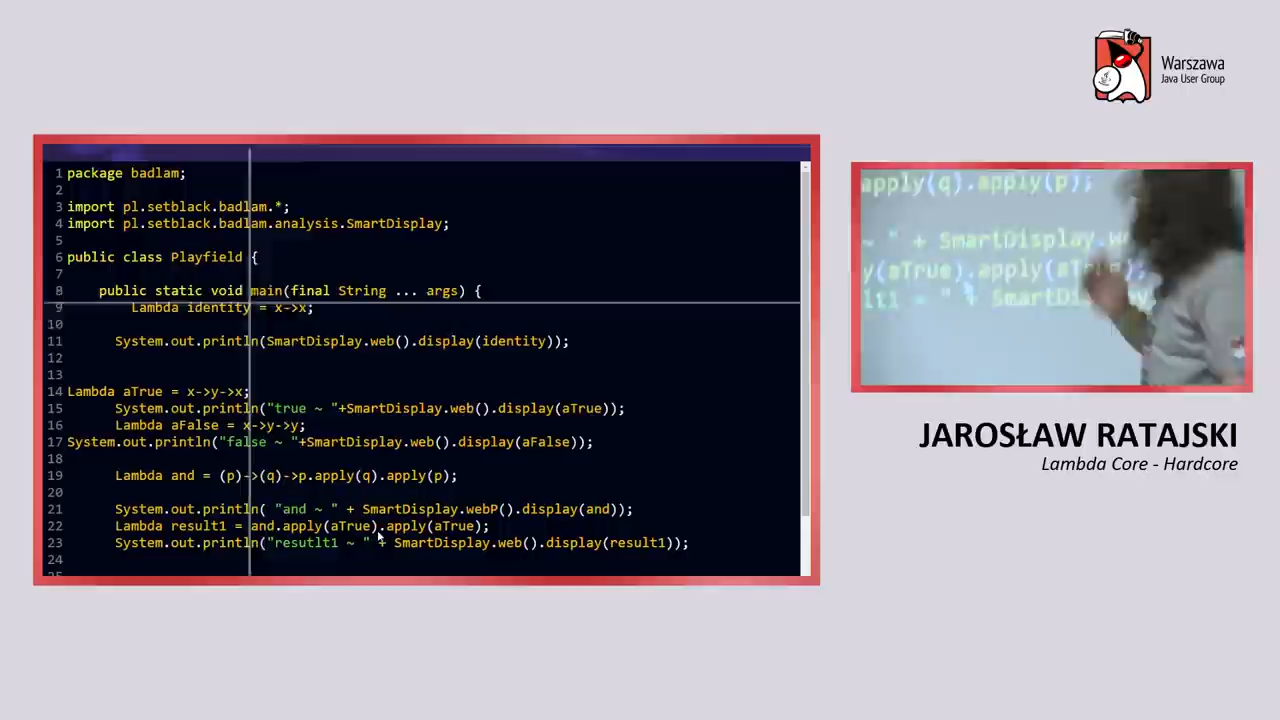 Warszawa
Java User Group
1 package badlam;
2
3 import pl.setblack.badlam.*;
4 import pl.setblack.badlam.analysis.SmartDisplay;
5
6 public class Playfield {
7
8     public static void main(final String ... args) {
9         Lambda identity = x->x;
10
11       System.out.println(SmartDisplay.web().display(identity));
12
13
14 Lambda aTrue = x->y->x;
15       System.out.println("true ~ "+SmartDisplay.web().display(aTrue));
16       Lambda aFalse = x->y->y;
17 System.out.println("false ~ "+SmartDisplay.web().display(aFalse));
18
19       Lambda and = (p)->(q)->p.apply(q).apply(p);
20
21       System.out.println( "and ~ " + SmartDisplay.webP().display(and));
22       Lambda result1 = and.apply(aTrue).apply(aTrue);
23       System.out.println("resutlt1 ~ " + SmartDisplay.web().display(result1));
24
apply(q).apply(p);
~ " + SmartDisplay.w
y(aTrue).apply(aTrue);
ult1 ~ " + SmartDis
JAROSŁAW RATAJSKI
Lambda Core - Hardcore